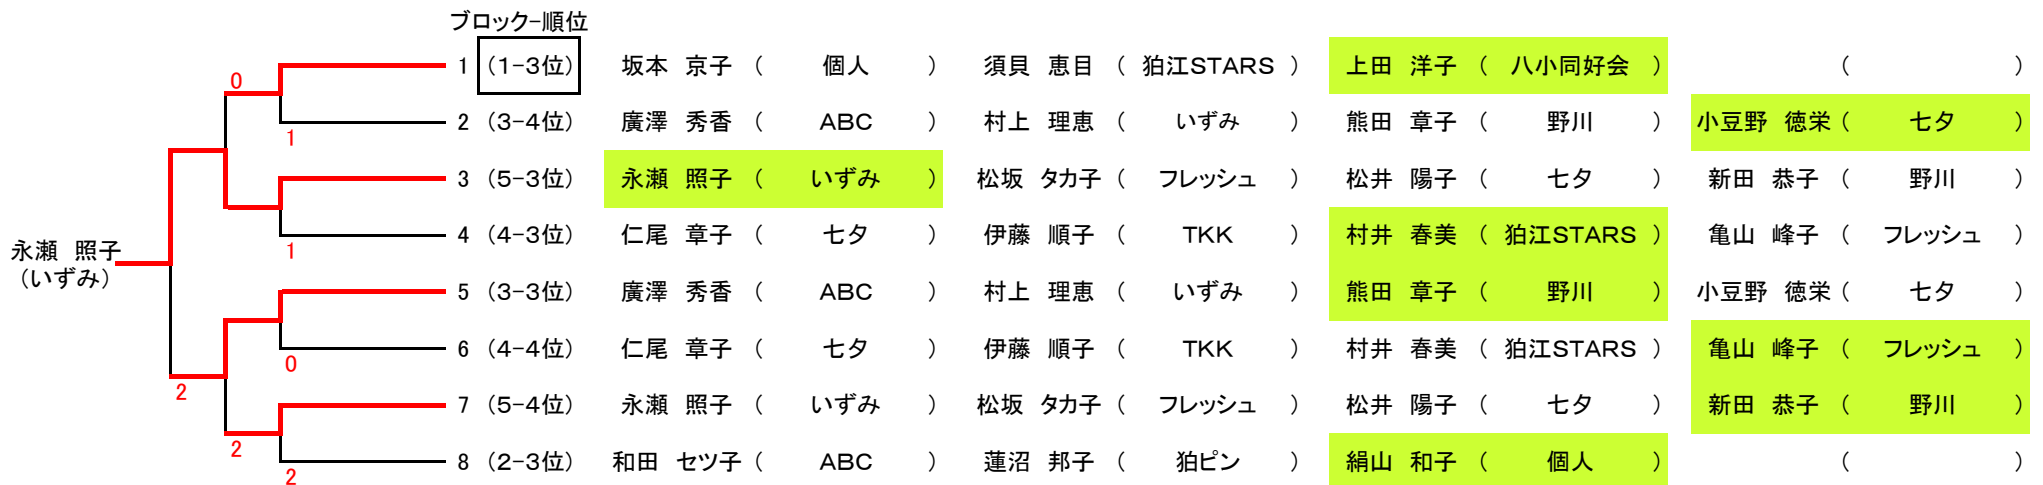 ブロック-順位
0 1 (1-3位) 坂本 京子 ( 個人 ) 須貝 恵目 ( 狛江STARS ) 上田 洋子 ( 八小同好会 ) ( )
1 2 (3-4位) 廣澤 秀香 ( ABC ) 村上 理恵 ( いずみ ) 熊田 章子 ( 野川 ) 小豆野 徳栄 ( 七夕 )
3 (5-3位) 永瀬 照子 ( いずみ ) 松坂 タカ子 ( フレッシュ ) 松井 陽子 ( 七夕 ) 新田 恭子 ( 野川 )
1 4 (4-3位) 仁尾 章子 ( 七夕 ) 伊藤 順子 ( TKK ) 村井 春美 ( 狛江STARS ) 亀山 峰子 ( フレッシュ )
永瀬 照子
(いずみ)
5 (3-3位) 廣澤 秀香 ( ABC ) 村上 理恵 ( いずみ ) 熊田 章子 ( 野川 ) 小豆野 徳栄 ( 七夕 )
0 6 (4-4位) 仁尾 章子 ( 七夕 ) 伊藤 順子 ( TKK ) 村井 春美 ( 狛江STARS ) 亀山 峰子 ( フレッシュ )
2 7 (5-4位) 永瀬 照子 ( いずみ ) 松坂 タカ子 ( フレッシュ ) 松井 陽子 ( 七夕 ) 新田 恭子 ( 野川 )
2 2 8 (2-3位) 和田 セツ子 ( ABC ) 蓮沼 邦子 ( 狛ピン ) 絹山 和子 ( 個人 ) ( )